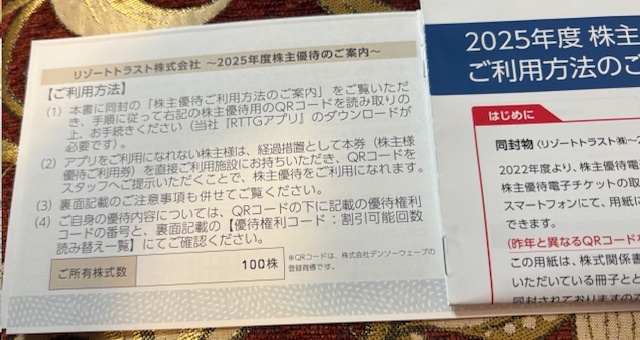 リゾートトラスト株式会社 ～2025年度株主優待のご案内～
【ご利用方法】
(1) 本書に同封の「株主優待ご利用方法のご案内」をご覧いただ
き、手順に従って右記の株主優待用のQRコードを読み取りの
上、お手続きください（当社『RTTGアプリ』のダウンロードが
必要です）。
(2) アプリをご利用になれない株主様は、経過措置として本券（株主様
優待ご利用券）を直接ご利用施設にお持ちいただき、QRコードを
スタッフへご提示いただくことで、株主優待をご利用になれます。
(3) 裏面記載のご注意事項も併せてご覧ください。
(4) ご自身の優待内容については、QRコードの下に記載の優待権利
コードの番号と、裏面記載の【優待権利コード：割引可能回数
読み替え一覧】にてご確認ください。
ご所有株式数 100株
※QRコードは、株式会社デンソーウェーブの
登録商標です。
2025年度 株主
ご利用方法のご
はじめに
同封物〈リゾートトラスト㈱～2
2022年度より、株主優待電
株主優待電子チケットの取
スマートフォンにて、用紙に
できます。
(昨年と異なるQRコード
この用紙は、株式関係書
いただいている冊子と
同封されておりますの